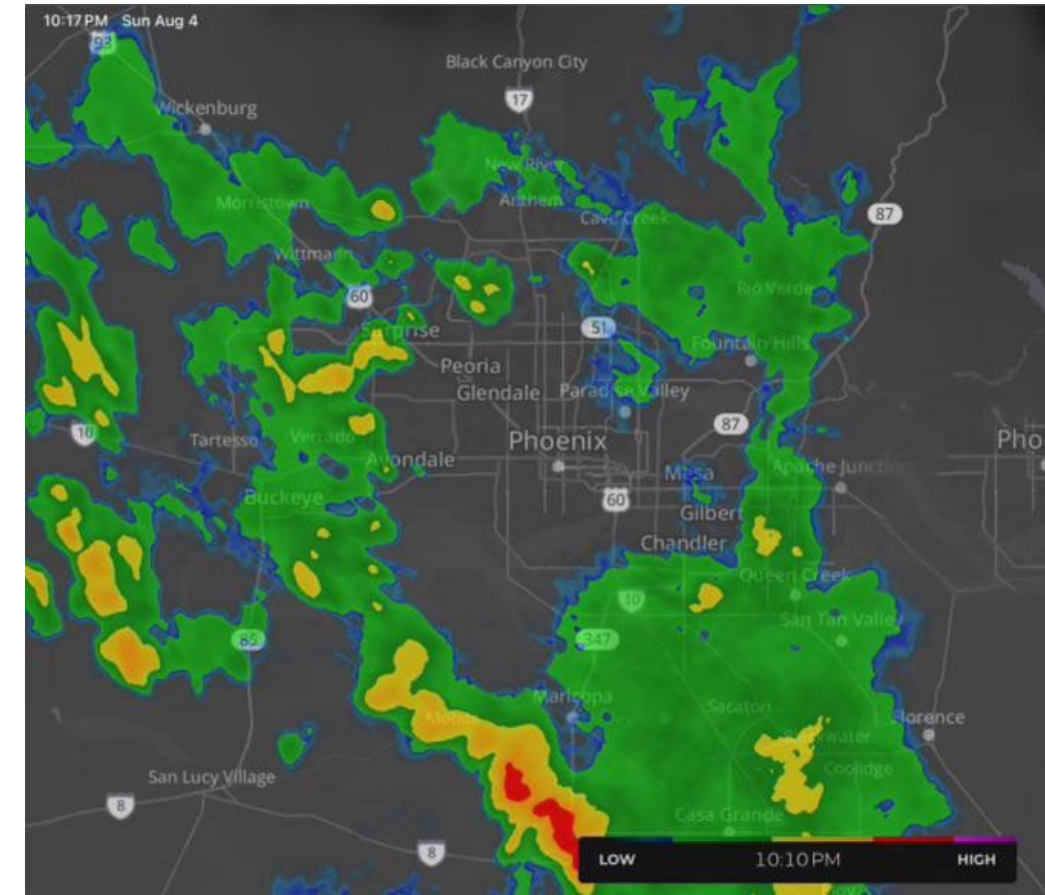 10:17 PM Sun Aug 4
93
Black Canyon City
17
Wickenburg
New River
Morristown
Anthem
Cave Creek
87
Wittmann
Rio Verde
60
51
Surprise
Fountain Hills
Peoria
Glendale
Paradise Valley
87
10
Tartesso
Verrado
Phoenix
Pho
Avondale
Mesa
Apache Junctio
Buckeye
60
Gilbert
Chandler
Queen Creek
10
San Tan Valley
85
347
Maricopa
Sacaton
Mobile
Florence
Blackwater
San Lucy Village
Coolidge
8
Casa Grande
8
LOW 10:10 PM HIGH